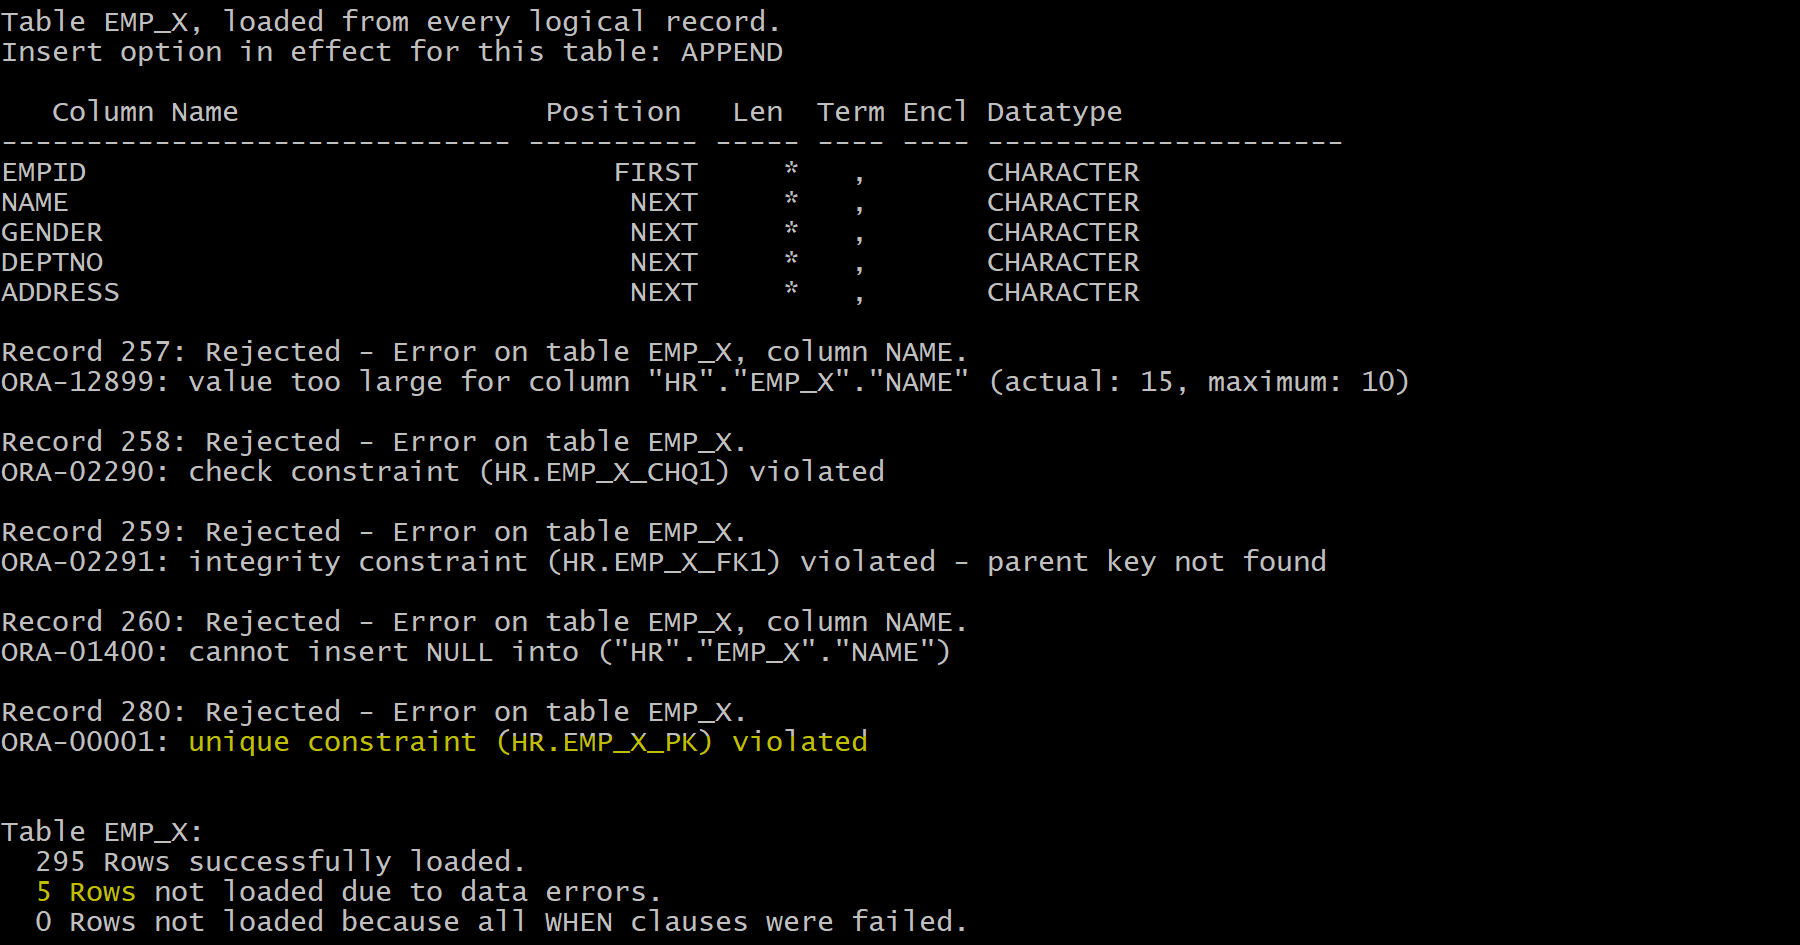 Table EMP_X, loaded from every logical record.
Insert option in effect for this table: APPEND
   Column Name                  Position   Len  Term Encl Datatype
------------------------------ ---------- ----- ---- ---- ---------------------
EMPID                               FIRST     *   ,       CHARACTER
NAME                                 NEXT     *   ,       CHARACTER
GENDER                               NEXT     *   ,       CHARACTER
DEPTNO                               NEXT     *   ,       CHARACTER
ADDRESS                              NEXT     *   ,       CHARACTER
Record 257: Rejected - Error on table EMP_X, column NAME.
ORA-12899: value too large for column "HR"."EMP_X"."NAME" (actual: 15, maximum: 10)
Record 258: Rejected - Error on table EMP_X.
ORA-02290: check constraint (HR.EMP_X_CHQ1) violated
Record 259: Rejected - Error on table EMP_X.
ORA-02291: integrity constraint (HR.EMP_X_FK1) violated - parent key not found
Record 260: Rejected - Error on table EMP_X, column NAME.
ORA-01400: cannot insert NULL into ("HR"."EMP_X"."NAME")
Record 280: Rejected - Error on table EMP_X.
ORA-00001: unique constraint (HR.EMP_X_PK) violated
Table EMP_X:
  295 Rows successfully loaded.
  5 Rows not loaded due to data errors.
  0 Rows not loaded because all WHEN clauses were failed.